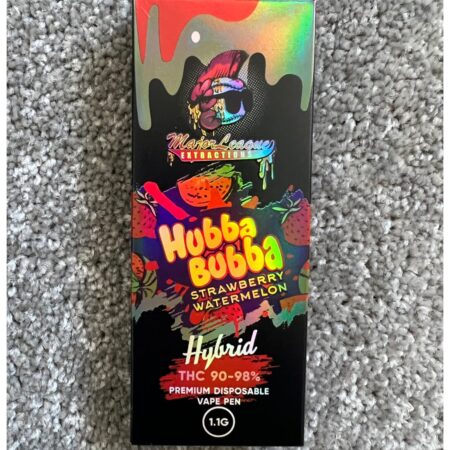 Major League
EXTRACTIONS
Hubba
Bubba
STRAWBERRY
WATERMELON
Hybrid
THC 90-98%
PREMIUM DISPOSABLE
VAPE PEN
1.1G